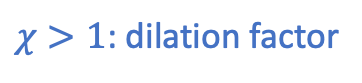 𝜒 > 1: dilation factor